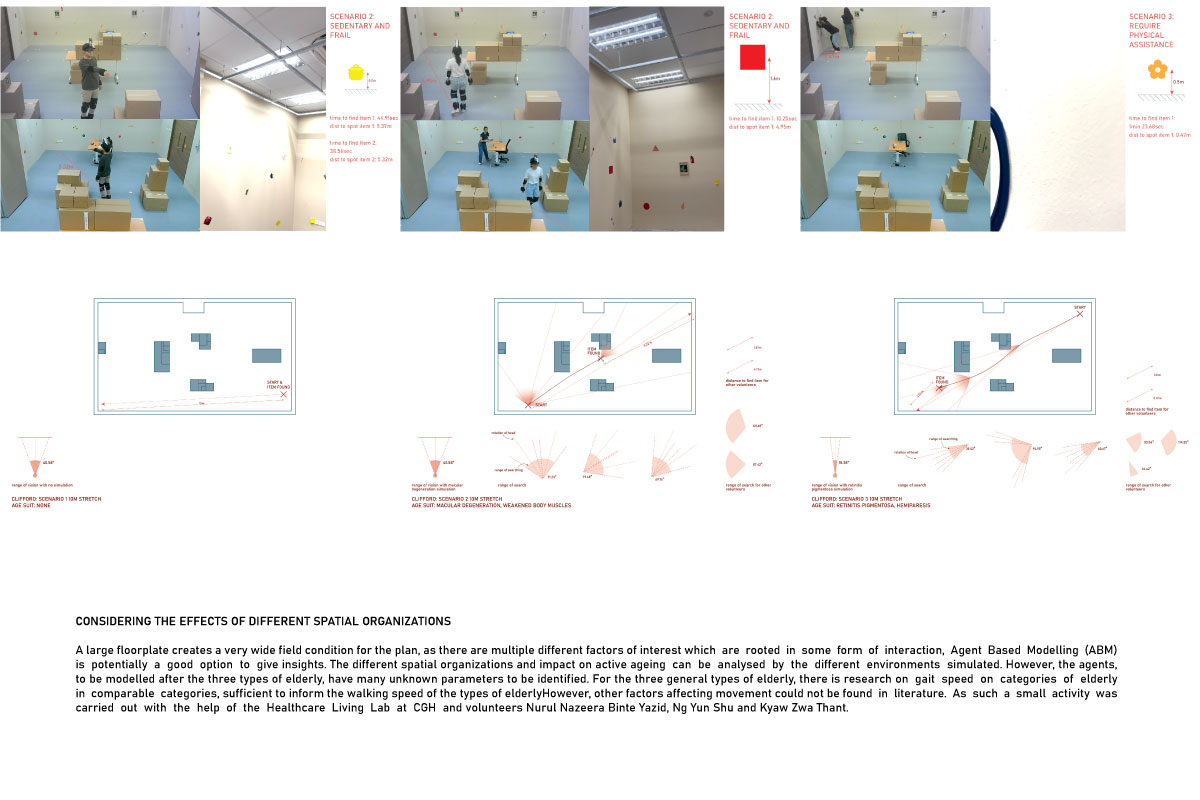 SCENARIO 2:
SEDENTARY AND
FRAIL
time to find item 1: 44.91sec
dist to spot item 1: 5.37m
time to find item 2:
38.56sec
dist to spot item 2: 5.32m
SCENARIO 2:
SEDENTARY AND
FRAIL
1.6m
time to find item 1: 10.25sec
dist to spot item 1: 4.95m
SCENARIO 3:
REQUIRE
PHYSICAL
ASSISTANCE
0.5m
time to find item 1:
1min 23.68sec
dist to spot item 1: 0.47m
START &
ITEM FOUND
range of vision with no simulation
CLIFFORD: SCENARIO 1 10M STRETCH
AGE SUIT: NONE
ITEM
FOUND
START
distance to find item for
other volunteers
rotation of head
range of searching
range of vision with macular
degeneration simulation
range of search
range of search for other
volunteers
CLIFFORD: SCENARIO 2 10M STRETCH
AGE SUIT: MACULAR DEGENERATION, WEAKENED BODY MUSCLES
START
ITEM
FOUND
distance to find item for
other volunteers
range of searching
rotation of head
range of vision with retinitis
pigmentosa simulation
range of search
range of search for other
volunteers
CLIFFORD: SCENARIO 3 10M STRETCH
AGE SUIT: RETINITIS PIGMENTOSA, HEMIPARESIS
CONSIDERING THE EFFECTS OF DIFFERENT SPATIAL ORGANIZATIONS
A large floorplate creates a very wide field condition for the plan, as there are multiple different factors of interest which are rooted in some form of interaction, Agent Based Modelling (ABM)
is potentially a good option to give insights. The different spatial organizations and impact on active ageing can be analysed by the different environments simulated. However, the agents,
to be modelled after the three types of elderly, have many unknown parameters to be identified. For the three general types of elderly, there is research on gait speed on categories of elderly
in comparable categories, sufficient to inform the walking speed of the types of elderlyHowever, other factors affecting movement could not be found in literature. As such a small activity was
carried out with the help of the Healthcare Living Lab at CGH and volunteers Nurul Nazeera Binte Yazid, Ng Yun Shu and Kyaw Zwa Thant.